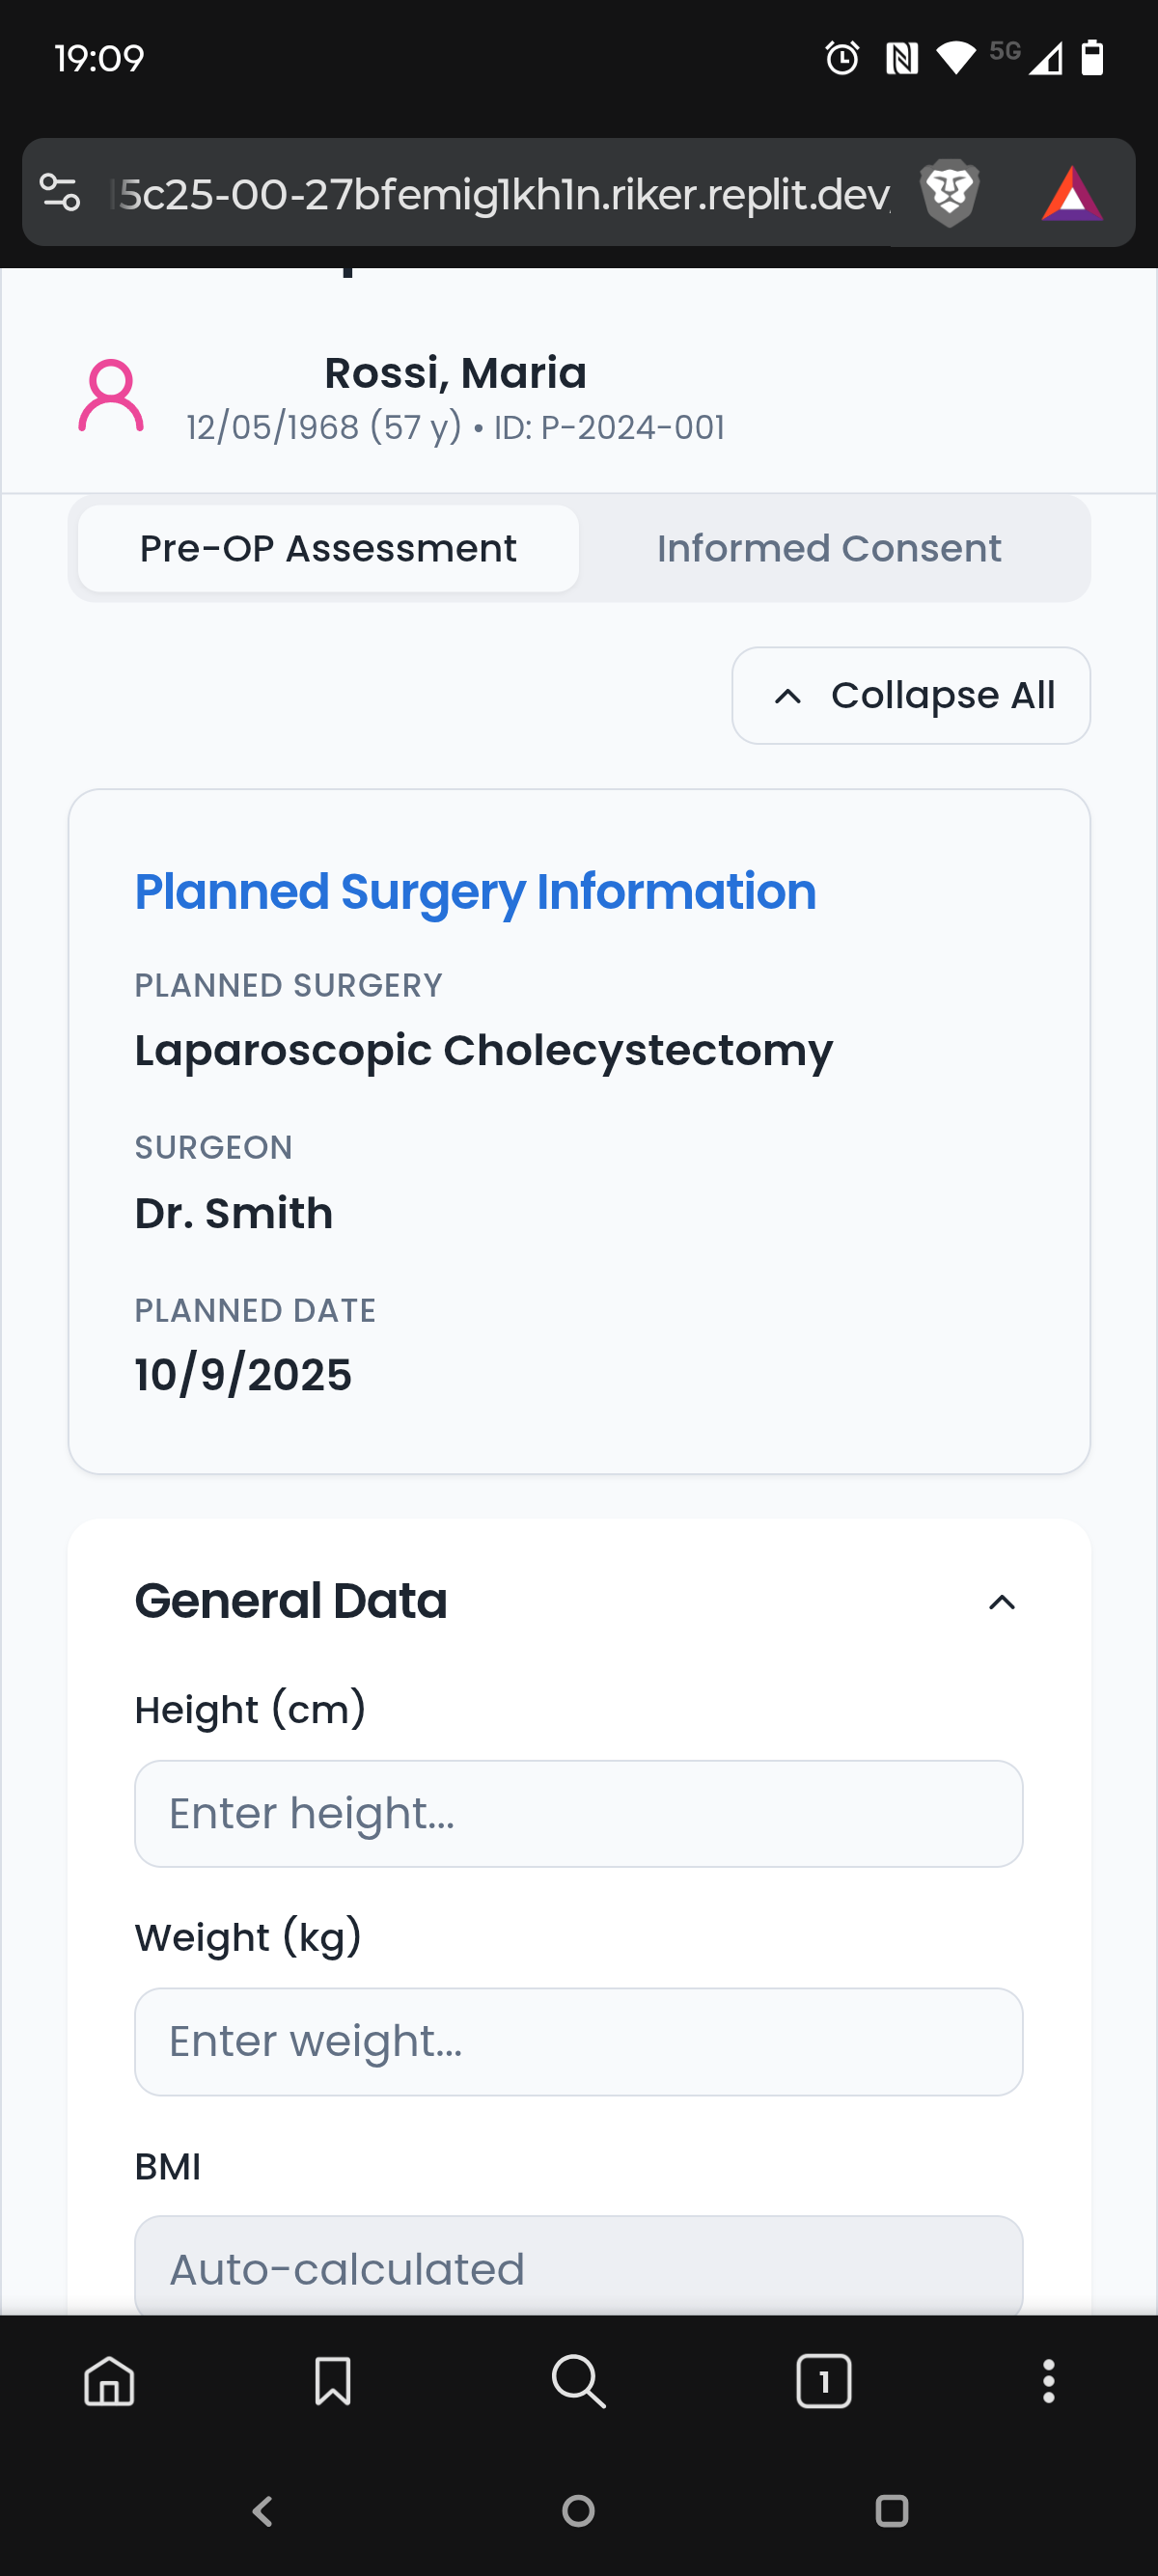 19:09
5G
5c25-00-27bfemig1kh1n.riker.replit.dev
Rossi, Maria
12/05/1968 (57 y) • ID: P-2024-001
Pre-OP Assessment
Informed Consent
Collapse All
Planned Surgery Information
PLANNED SURGERY
Laparoscopic Cholecystectomy
SURGEON
Dr. Smith
PLANNED DATE
10/9/2025
General Data
Height (cm)
Enter height...
Weight (kg)
Enter weight...
BMI
Auto-calculated
1